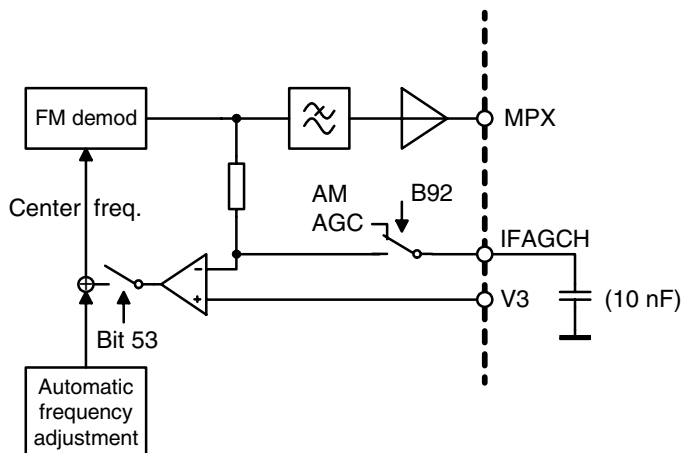 FM demod
MPX
AM
AGC
B92
Center freq.
IFAGCH
-
+
V3
(10 nF)
Bit 53
Automatic
frequency
adjustment